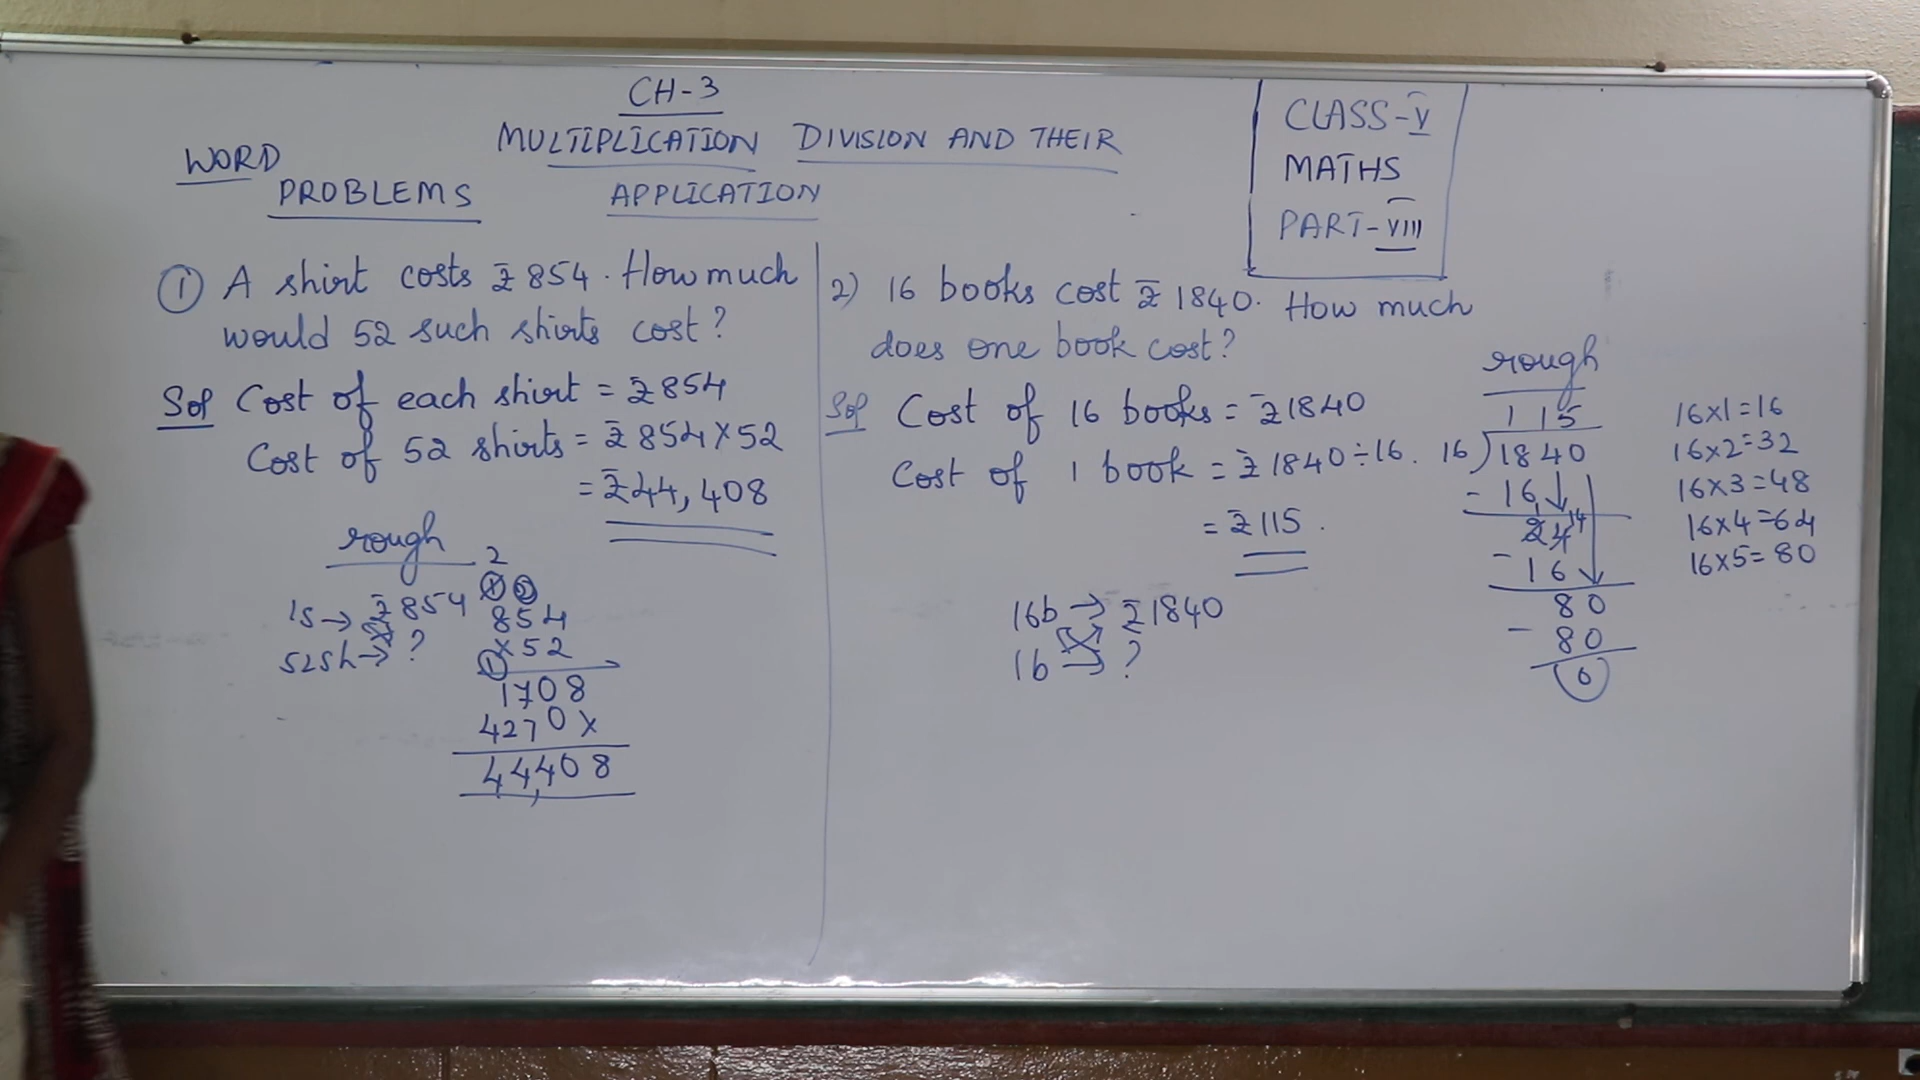 CH-3
MULTIPLICATION DIVISION AND THEIR
APPLICATION
WORD
PROBLEMS
CLASS-V
MATHS
PART-VIII
① A shirt costs ₹854. How much
would 52 such shirts cost?
Sol Cost of each shirt = ₹854
Cost of 52 shirts = ₹854×52
= ₹44,408
rough
1s → ₹854
52sh → ?
2
854
×52
1708
4270×
44,408
2) 16 books cost ₹1840. How much
does one book cost?
Sol Cost of 16 books = ₹1840
Cost of 1 book = ₹1840÷16.
= ₹115.
16b → ₹1840
1b → ?
rough
115
16)1840
-16
24 14
-16
80
-80
0
16×1=16
16×2=32
16×3=48
16×4=64
16×5=80